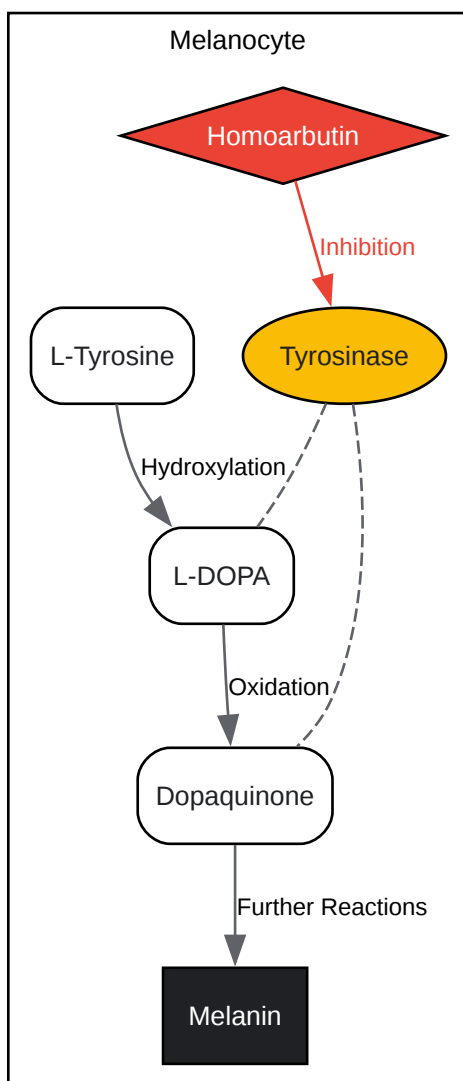 Melanocyte
Homoarbutin
Inhibition
L-Tyrosine
Tyrosinase
Hydroxylation
L-DOPA
Oxidation
Dopaquinone
Further Reactions
Melanin